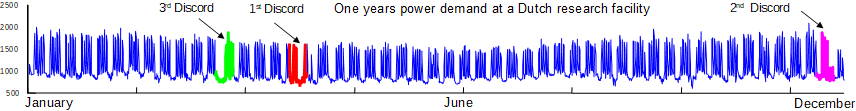 3rd Discord 1st Discord One years power demand at a Dutch research facility 2nd Discord
2500
2000
1500
1000
500
January June December